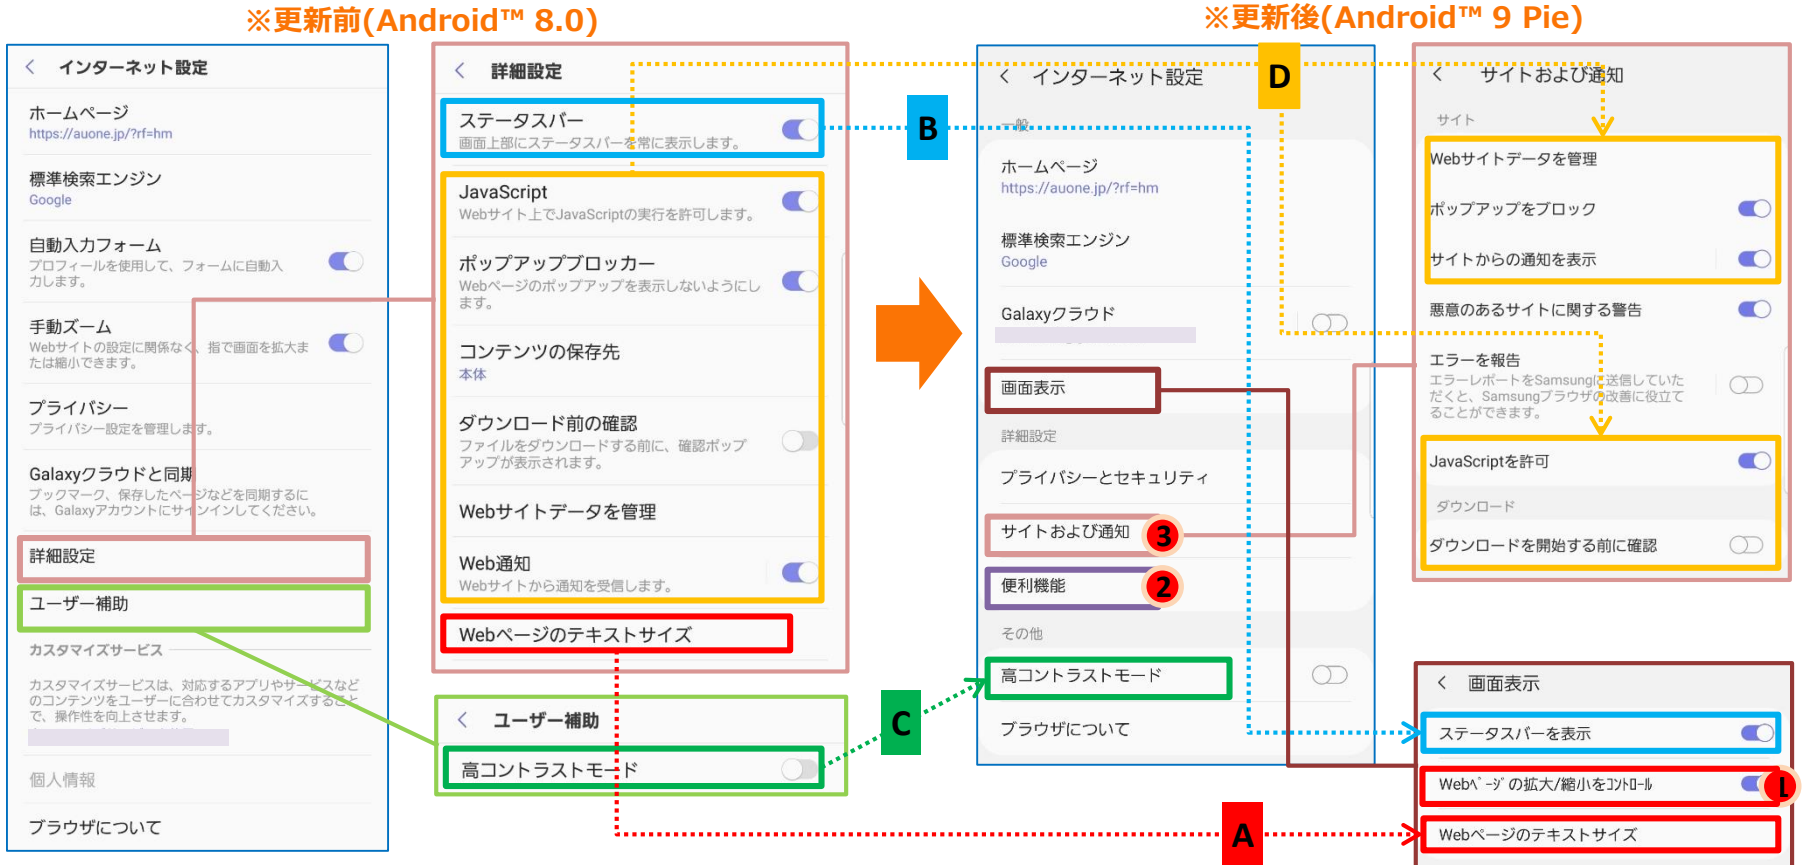 ※更新前(Android™ 8.0)
インターネット設定
ホームページ
https://auone.jp/?rf=hm
標準検索エンジン
Google
自動入力フォーム
プロフィールを使用して、フォームに自動入
力します。
手動ズーム
Webサイトの設定に関係なく、指で画面を拡大ま
たは縮小できます。
プライバシー
プライバシー設定を管理します。
Galaxyクラウドと同期
ブックマーク、保存したページなどを同期するに
は、Galaxyアカウントにサインインしてください。
詳細設定
ユーザー補助
カスタマイズサービス
カスタマイズサービスは、対応するアプリやサービスなど
のコンテンツをユーザーに合わせてカスタマイズすること
で、操作性を向上させます。
個人情報
ブラウザについて
詳細設定
ステータスバー
画面上部にステータスバーを常に表示します。
JavaScript
Webサイト上でJavaScriptの実行を許可します。
ポップアップブロッカー
Webページのポップアップを表示しないようにし
ます。
コンテンツの保存先
本体
ダウンロード前の確認
ファイルをダウンロードする前に、確認ポップ
アップが表示されます。
Webサイトデータを管理
Web通知
Webサイトから通知を受信します。
Webページのテキストサイズ
ユーザー補助
高コントラストモード
B
C
A
D
※更新後(Android™ 9 Pie)
インターネット設定
一般
ホームページ
https://auone.jp/?rf=hm
標準検索エンジン
Google
Galaxyクラウド
画面表示
詳細設定
プライバシーとセキュリティ
サイトおよび通知 3
便利機能 2
その他
高コントラストモード
ブラウザについて
サイトおよび通知
サイト
Webサイトデータを管理
ポップアップをブロック
サイトからの通知を表示
悪意のあるサイトに関する警告
エラーを報告
エラーレポートをSamsungに送信していた
だくと、Samsungブラウザの改善に役立て
ることができます。
JavaScriptを許可
ダウンロード
ダウンロードを開始する前に確認
画面表示
ステータスバーを表示
Webﾍﾟｰｼﾞの拡大/縮小をｺﾝﾄﾛｰﾙ 1
Webページのテキストサイズ